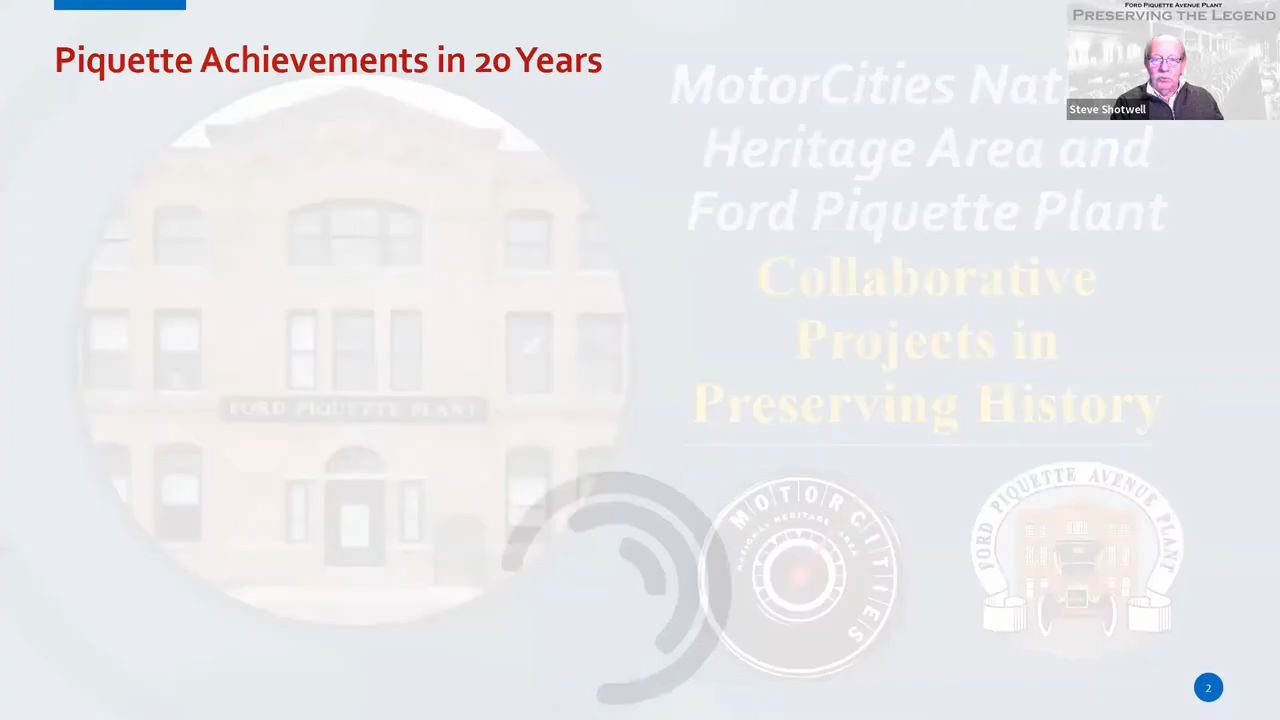 FORD PIQUETTE AVENUE PLANT
PRESERVING THE LEGEND
Steve Shotwell
Piquette Achievements in 20 Years
MotorCities Nat
Heritage Area and
Ford Piquette Plant
Collaborative
Projects in
Preserving History
FORD PIQUETTE PLANT
MOTORCITIES
NATIONAL HERITAGE AREA
FORD PIQUETTE AVENUE PLANT
2